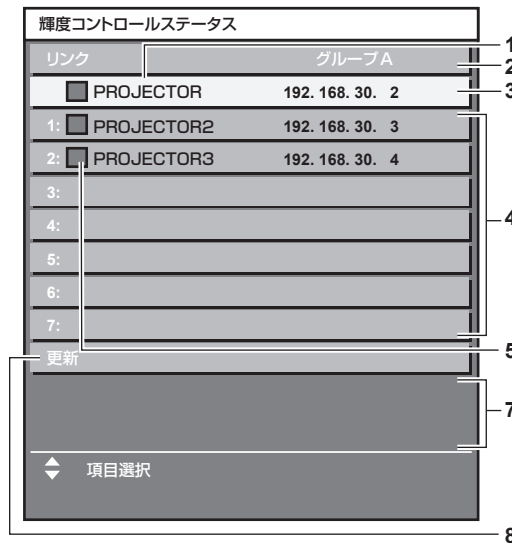 輝度コントロールステータス
リンク グループA 1
2
PROJECTOR 192. 168. 30. 2 3
1: PROJECTOR2 192. 168. 30. 3
2: PROJECTOR3 192. 168. 30. 4
3:
4: 4
5:
6:
7:
更新 5
7
項目選択
8